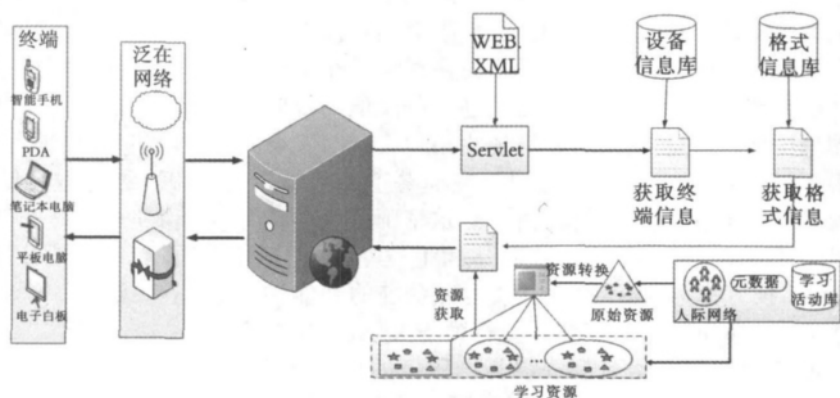 终端
智能手机
PDA
笔记本电脑
平板电脑
电子白板
泛在
网络
WEB.
XML
Servlet
设备
信息库
格式
信息库
获取终
端信息
获取格
式信息
资源
获取
资源转换
原始资源
人际网络
元数据
学习
活动库
...
学习资源